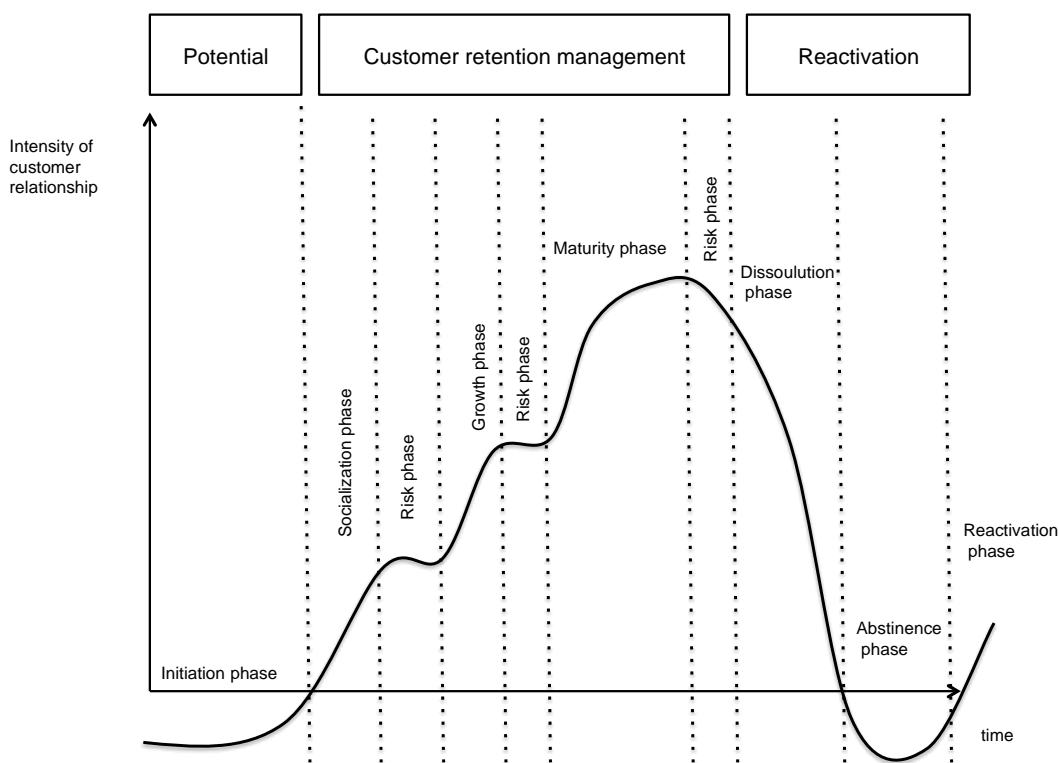 Potential
Customer retention management
Reactivation
Intensity of
customer
relationship
Initiation phase
Socialization phase
Risk phase
Growth phase
Risk phase
Maturity phase
Risk phase
Dissoulution
phase
Abstinence
phase
Reactivation
phase
time